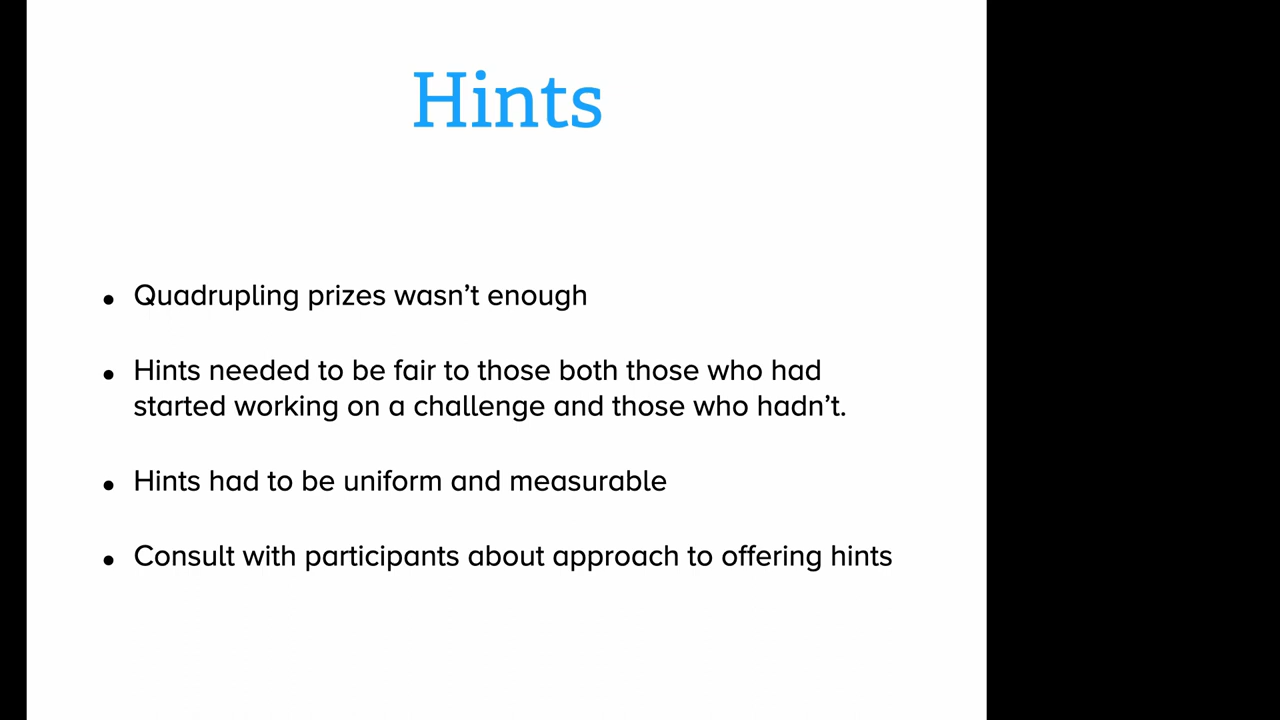 Hints
• Quadrupling prizes wasn’t enough
• Hints needed to be fair to those both those who had
started working on a challenge and those who hadn’t.
• Hints had to be uniform and measurable
• Consult with participants about approach to offering hints